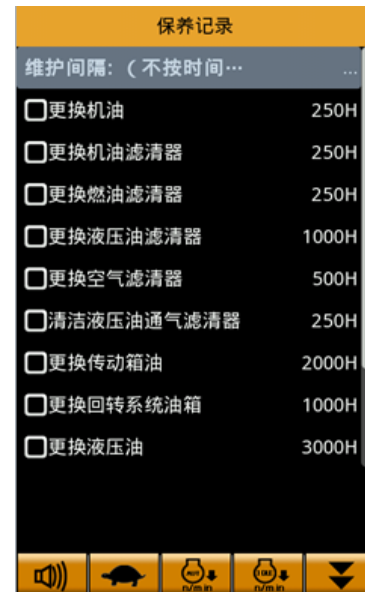 保养记录
维护间隔:（不按时间… …
更换机油 250H
更换机油滤清器 250H
更换燃油滤清器 250H
更换液压油滤清器 1000H
更换空气滤清器 500H
清洁液压油通气滤清器 250H
更换传动箱油 2000H
更换回转系统油箱 1000H
更换液压油 3000H
n/min n/min